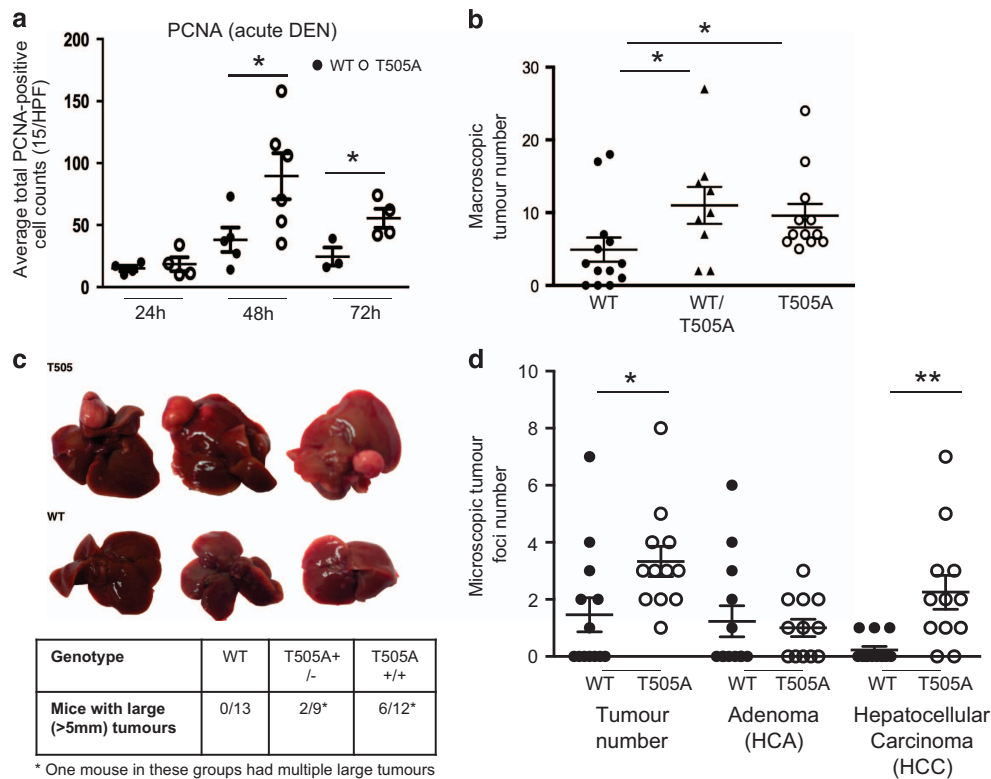 a
PCNA (acute DEN)
● WT O T505A
Average total PCNA-positive
cell counts (15/HPF)
200
150
100
50
0
*
*
24h
48h
72h
b
Macroscopic
tumour number
30
20
10
0
*
*
WT
WT/
T505A
T505A
c
T505
WT
Genotype
WT
T505A+
/-
T505A
+/+
Mice with large
(>5mm) tumours
0/13
2/9*
6/12*
* One mouse in these groups had multiple large tumours
d
Microscopic tumour
foci number
10
8
6
4
2
0
*
**
WT
T505A
WT
T505A
WT
T505A
Tumour
number
Adenoma
(HCA)
Hepatocellular
Carcinoma
(HCC)